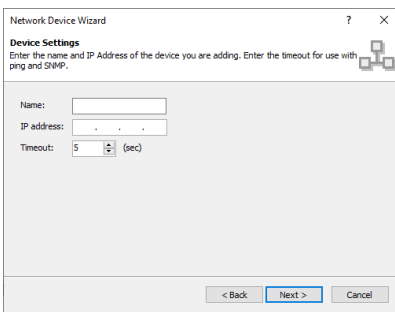 Network Device Wizard ? ×
Device Settings
Enter the name and IP Address of the device you are adding. Enter the timeout for use with
ping and SNMP.
Name:
IP address: . . .
Timeout: 5 (sec)
< Back Next > Cancel